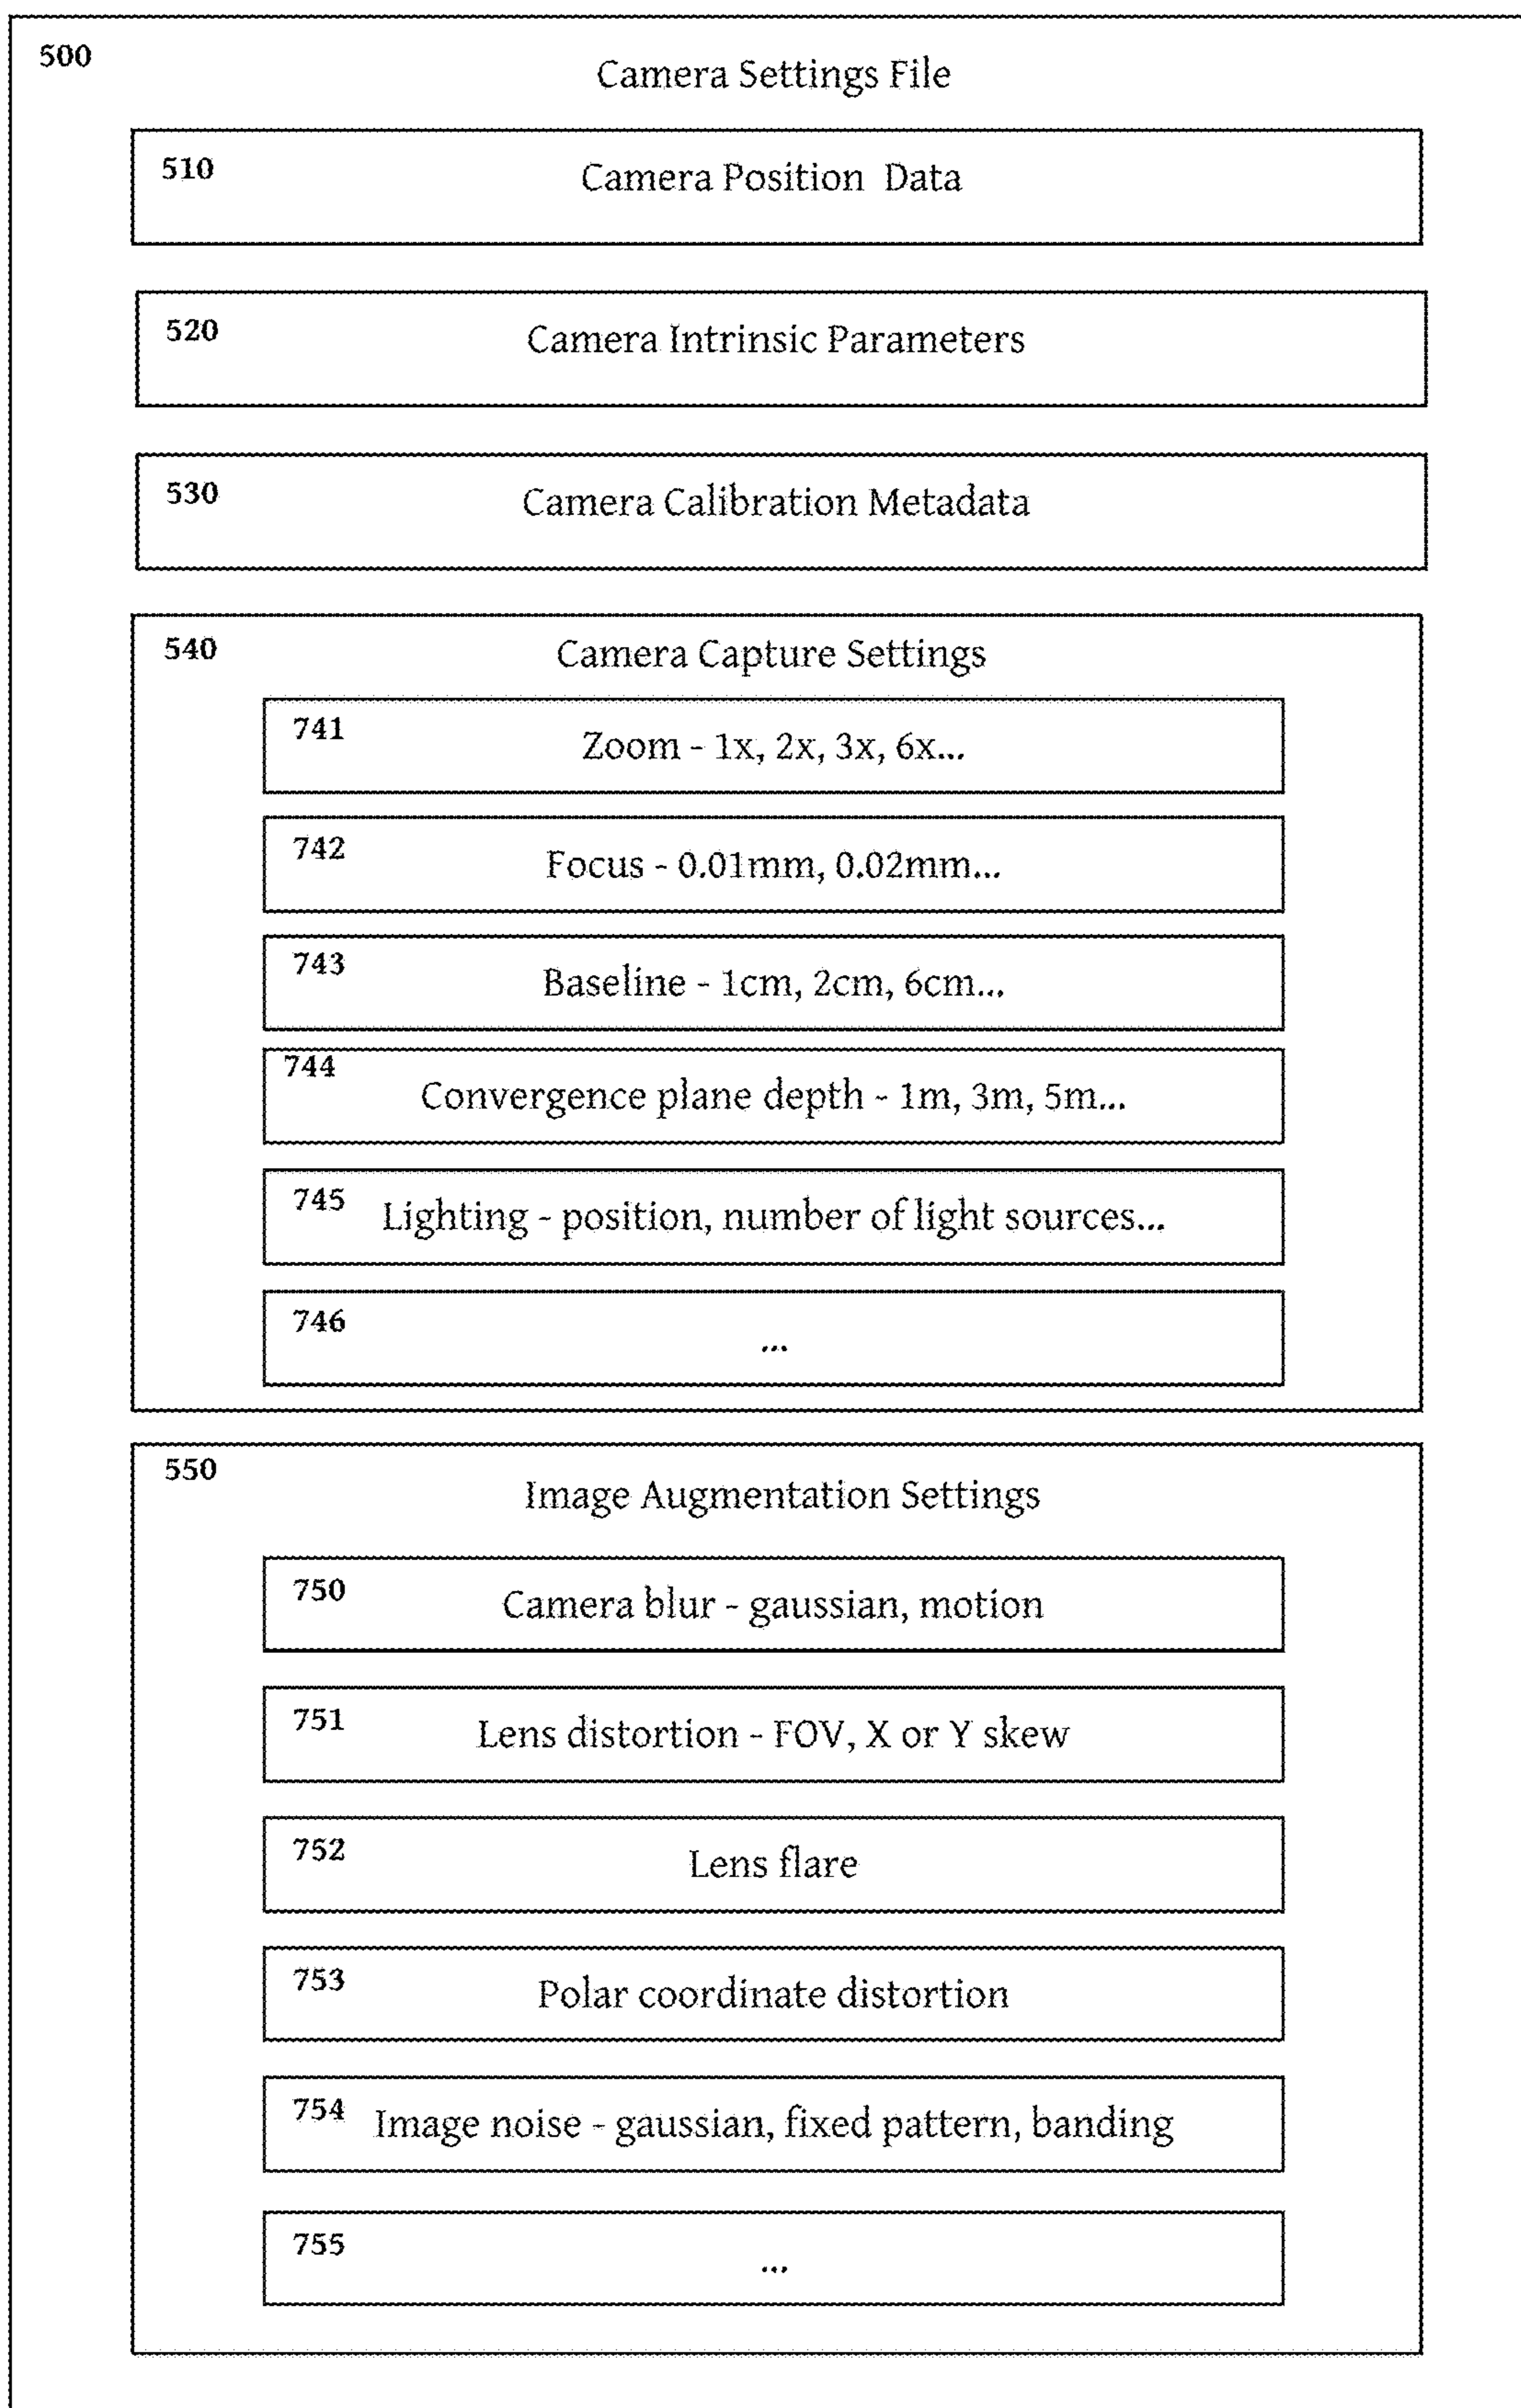 500
Camera Settings File
510
Camera Position Data
520
Camera Intrinsic Parameters
530
Camera Calibration Metadata
540
Camera Capture Settings
741
Zoom - 1x, 2x, 3x, 6x...
742
Focus - 0.01mm, 0.02mm...
743
Baseline - 1cm, 2cm, 6cm...
744
Convergence plane depth - 1m, 3m, 5m...
745
Lighting - position, number of light sources...
746
...
550
Image Augmentation Settings
750
Camera blur - gaussian, motion
751
Lens distortion - FOV, X or Y skew
752
Lens flare
753
Polar coordinate distortion
754
Image noise - gaussian, fixed pattern, banding
755
...